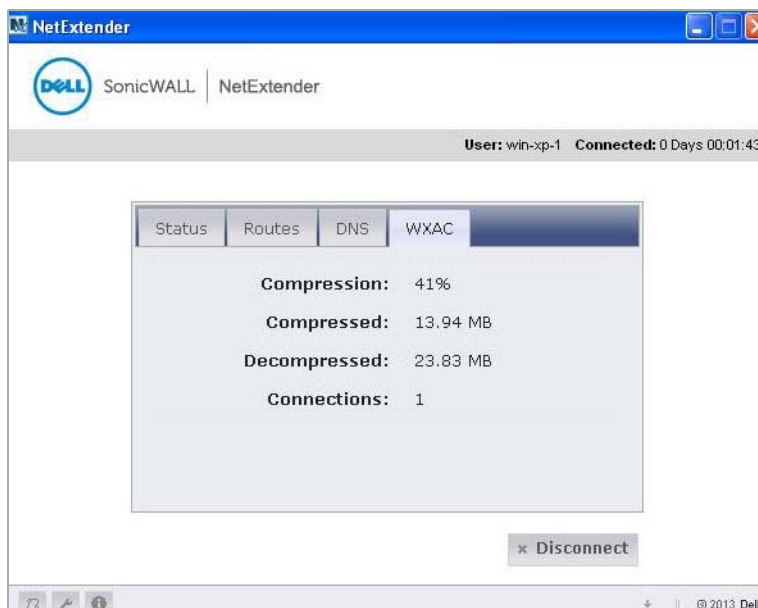 NetExtender
DELL SonicWALL | NetExtender
User: win-xp-1 Connected: 0 Days 00:01:43
Status Routes DNS WXAC
Compression: 41%
Compressed: 13.94 MB
Decompressed: 23.83 MB
Connections: 1
× Disconnect
© 2013 Dell